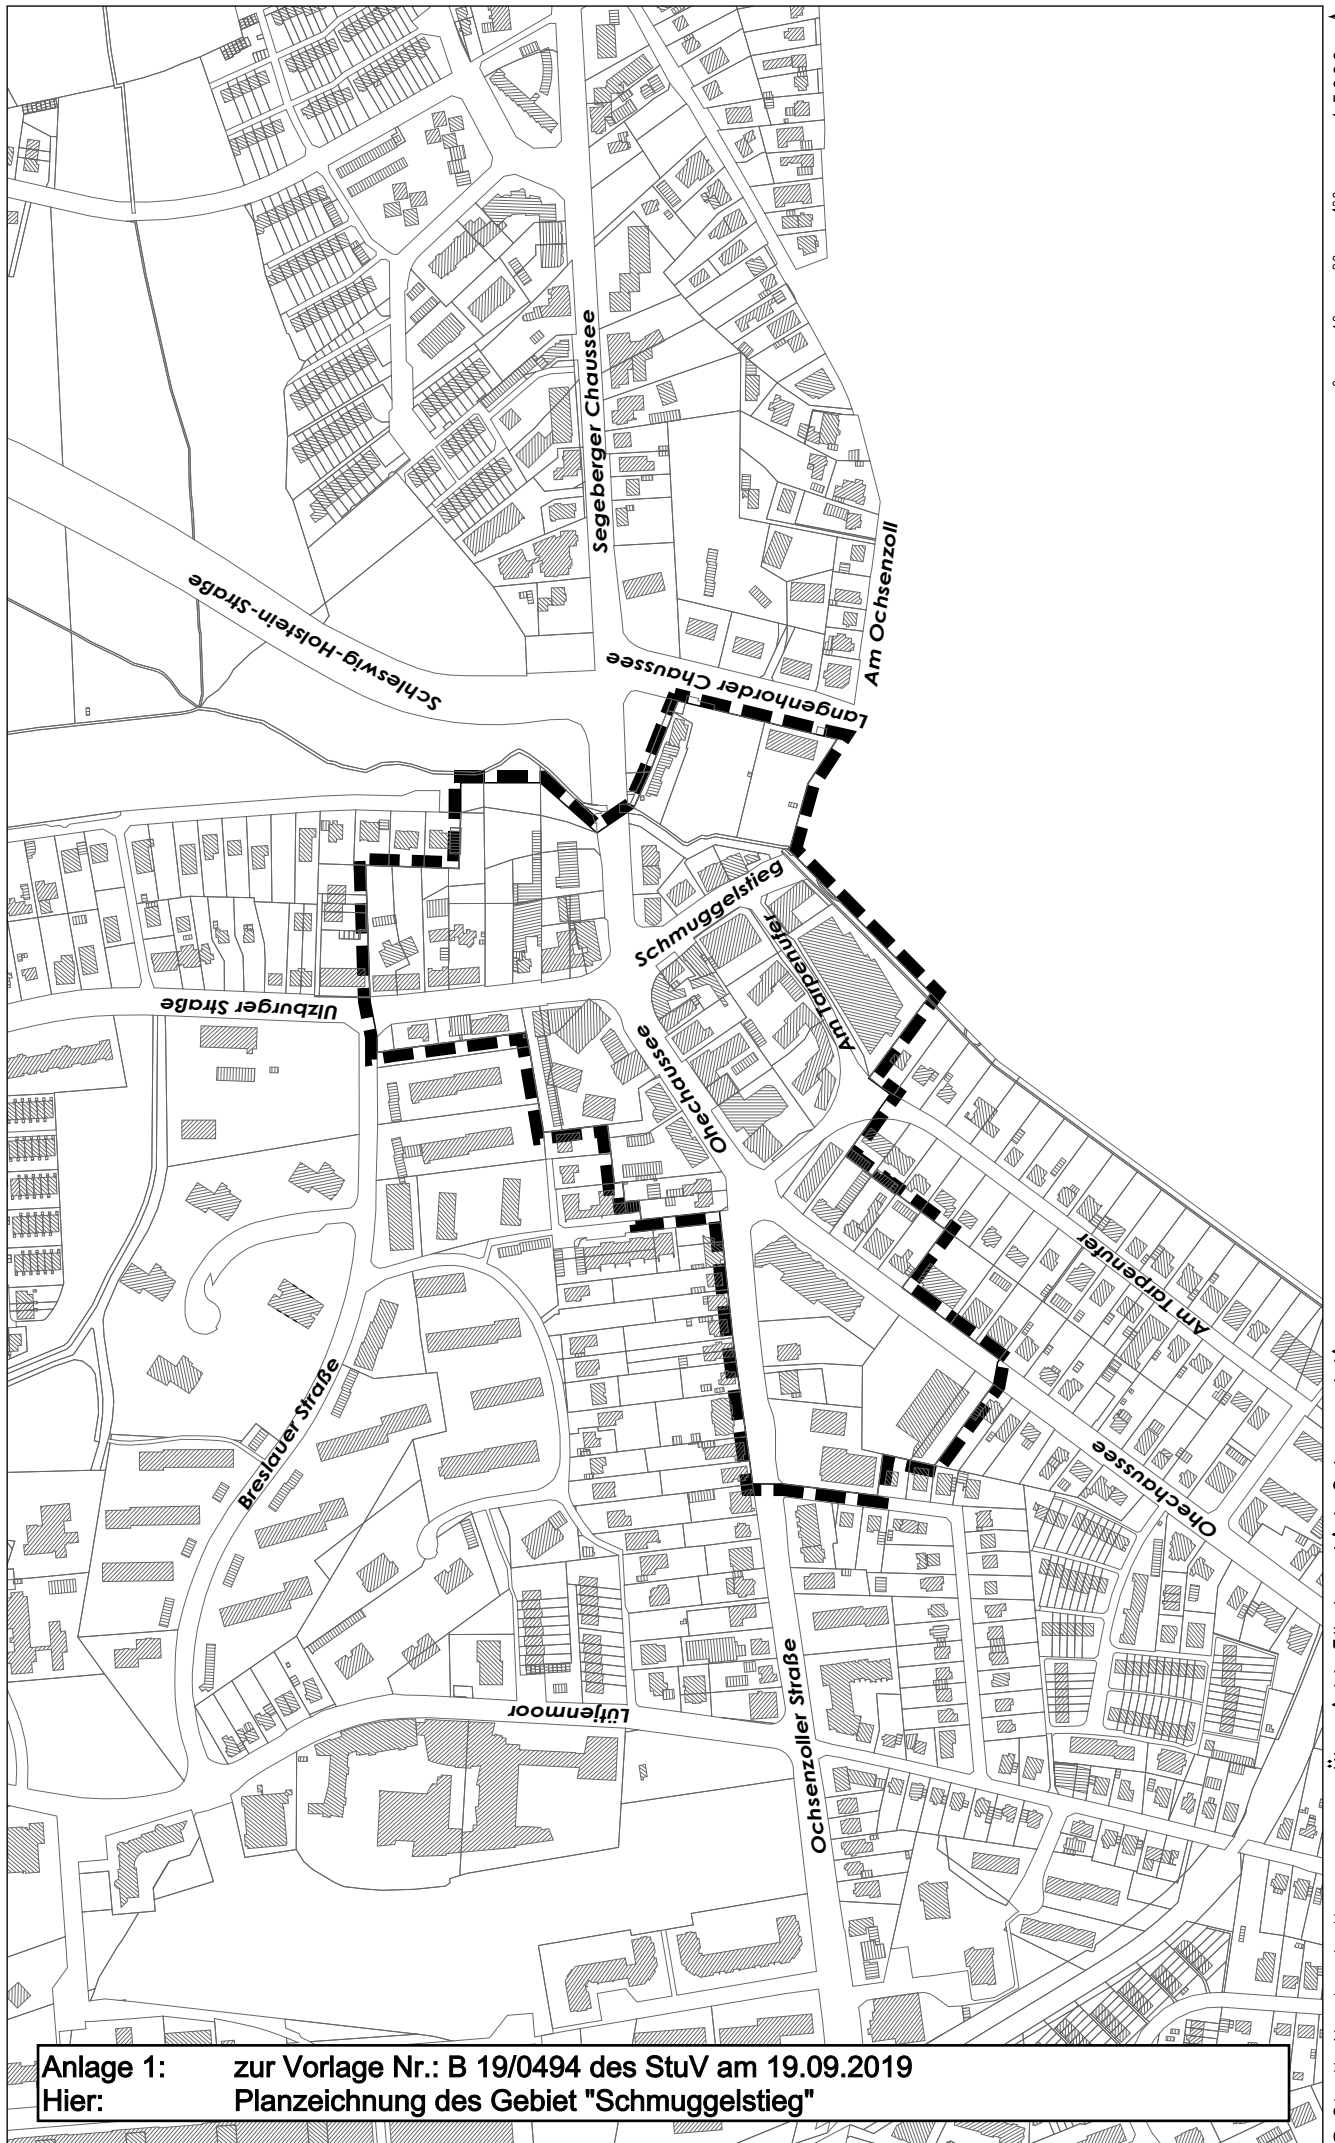 Schleswig-Holstein-Straße
Segeberger Chaussee
Langenhorder Chaussee
Am Ochsenzoll
Ulzburger Straße
Schmuggelstieg
Am Tarpenufer
Ohechaussee
Am Tarpenufer
Breslauer Straße
Ohechaussee
Lütjenmoor
Ochsenzoller Straße
Anlage 1: zur Vorlage Nr.: B 19/0494 des StuV am 19.09.2019
Hier: Planzeichnung des Gebiet "Schmuggelstieg"